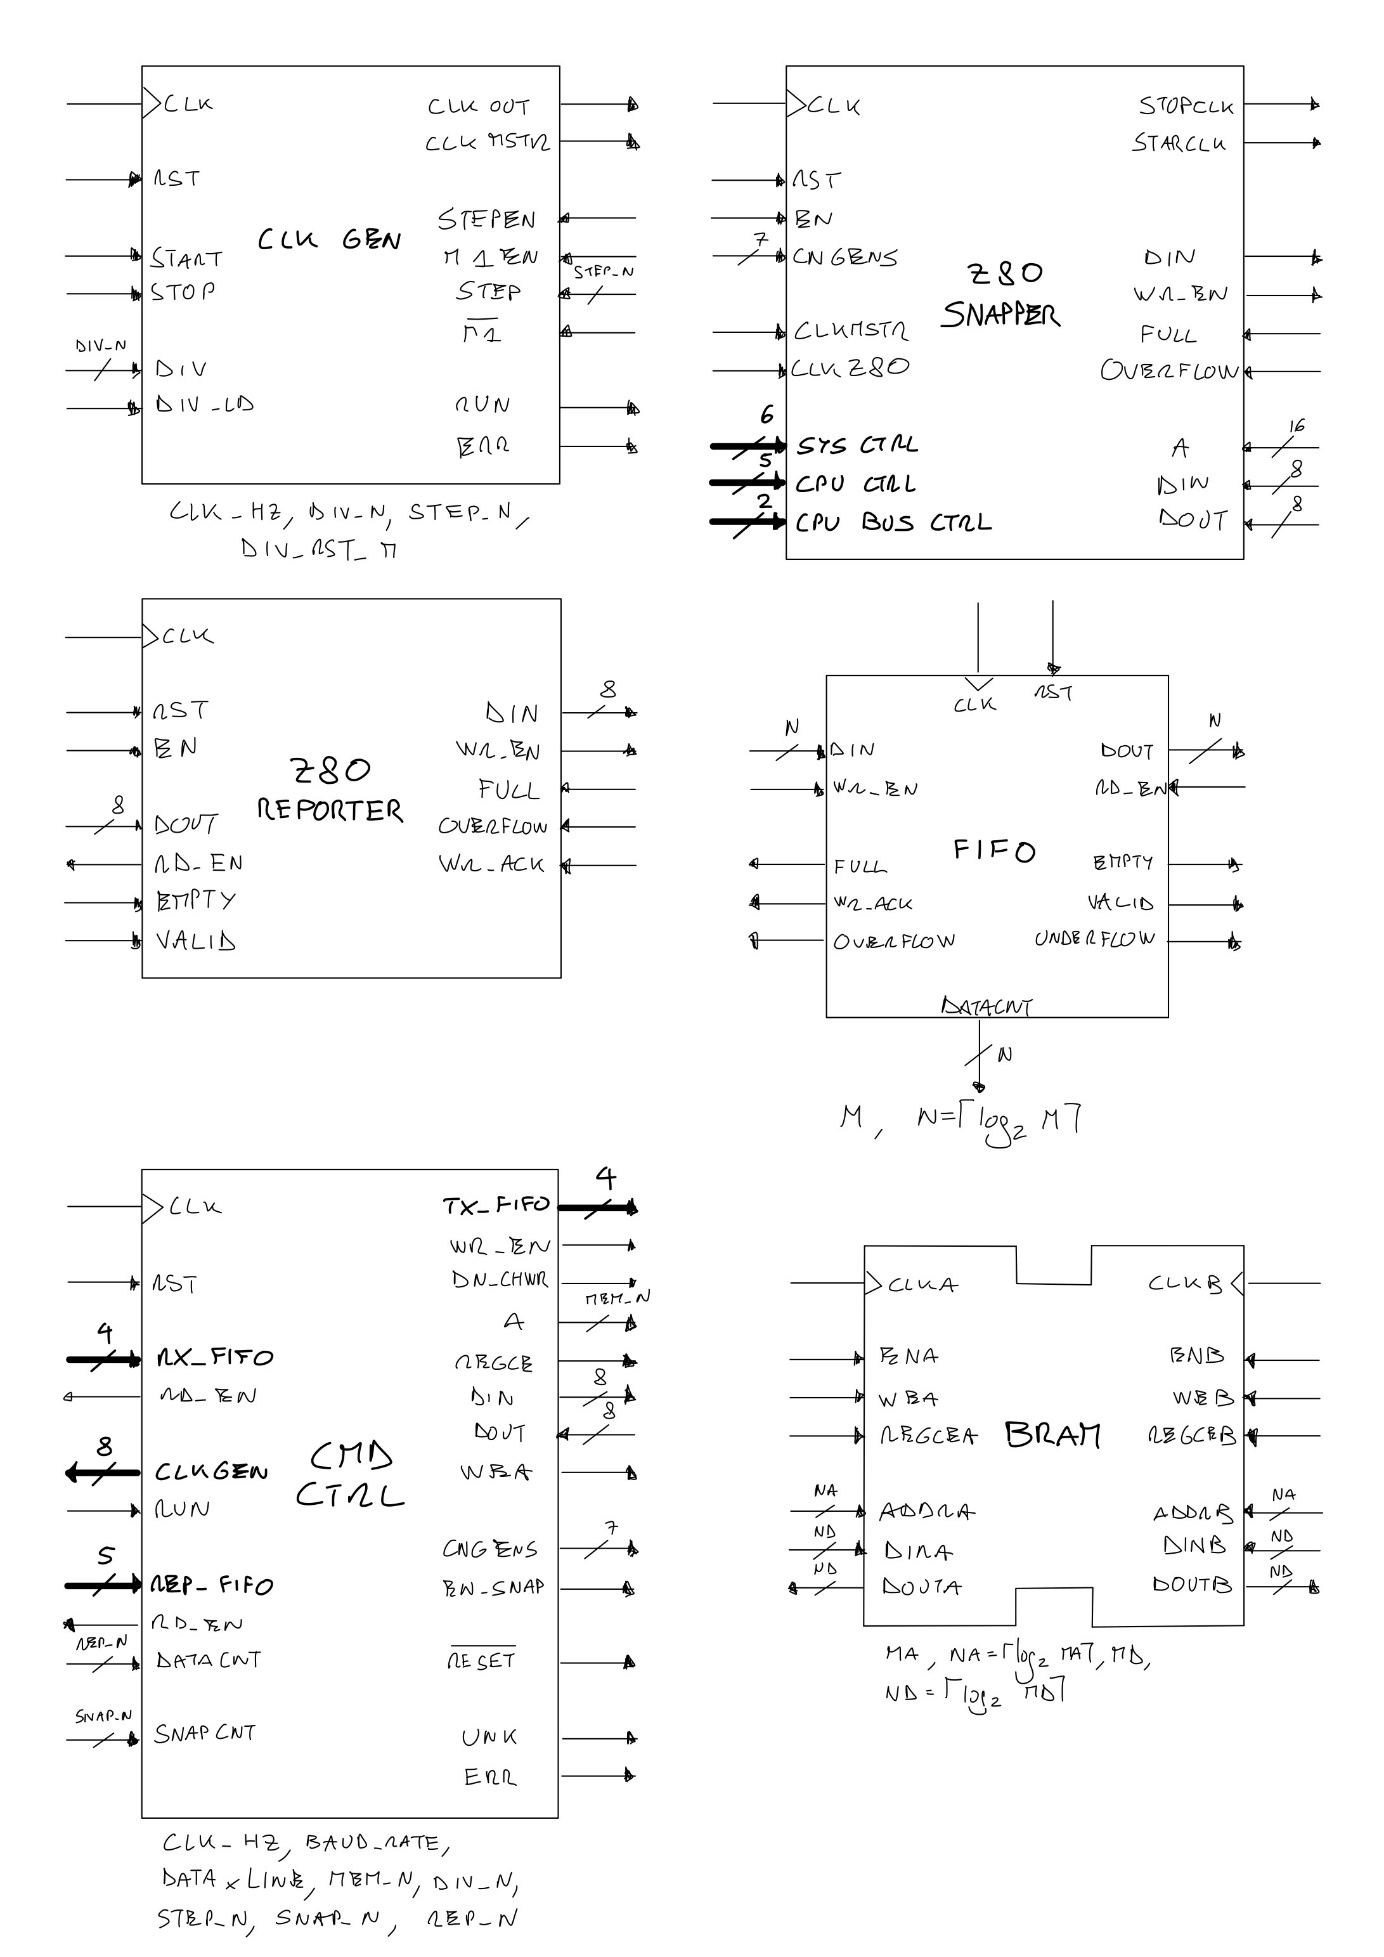 CLK
CLK OUT
CLK MSTR
RST
STEPEN
CLK GEN
START
M1EN
STEP_N
STOP
STEP
M1
DIV_N
DIV
DIV_LD
RUN
ERR
CLK_HZ, DIV_N, STEP_N,
DIV_RST_M
CLK
STOPCLK
STARCLK
RST
EN
7
CNGENS
DIN
Z80
SNAPPER
WR_EN
CLKMSTR
FULL
CLKZ80
OVERFLOW
6
SYS CTRL
A
16
5
CPU CTRL
DIN
8
2
CPU BUS CTRL
DOUT
8
CLK
RST
DIN
8
EN
WR_EN
Z80
REPORTER
FULL
8
DOUT
OVERFLOW
RD_EN
WR_ACK
EMPTY
VALID
CLK
RST
N
DIN
DOUT
N
WR_EN
RD_EN
FIFO
FULL
EMPTY
WR_ACK
VALID
OVERFLOW
UNDERFLOW
DATACNT
N
M, N=⌈log2 M⌉
CLK
TX_FIFO
4
WR_EN
RST
DN_CHWR
A
MEM_N
4
RX_FIFO
REGCE
RD_EN
DIN
8
DOUT
8
8
CLKGEN
CMD
CTRL
WEA
RUN
CNGENS
7
5
REP_FIFO
EN_SNAP
RD_EN
REP_N
DATACNT
RESET
SNAP_N
SNAPCNT
UNK
ERR
CLK_HZ, BAUD_RATE,
DATAxLINE, MEM_N, DIV_N,
STEP_N, SNAP_N, REP_N
CLKA
CLKB
ENA
ENB
WEA
WEB
REGCEA
BRAM
REGCEB
NA
ADDRA
ADDRB
NA
ND
DINA
DINB
ND
ND
DOUTA
DOUTB
ND
MA, NA=⌈log2 MA⌉, MD,
ND=⌈log2 MD⌉